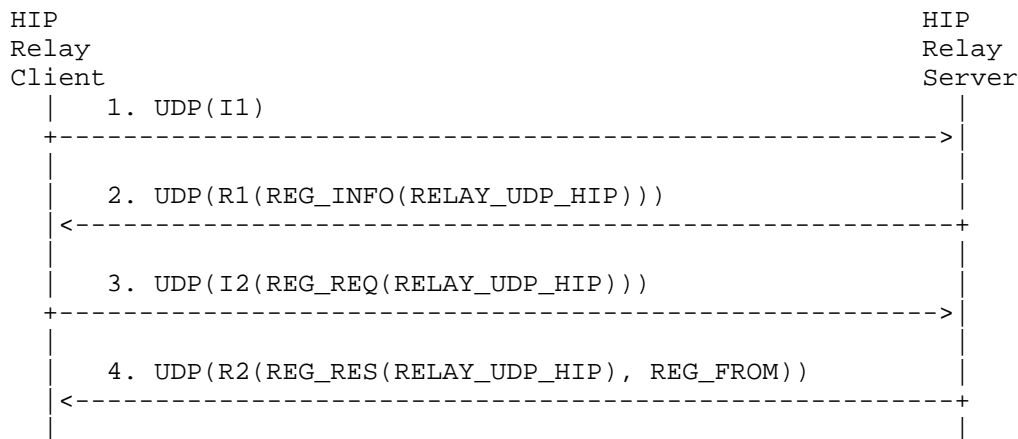 HIP HIP
Relay Relay
Client Server
1. UDP(I1)
2. UDP(R1(REG_INFO(RELAY_UDP_HIP)))
3. UDP(I2(REG_REQ(RELAY_UDP_HIP)))
4. UDP(R2(REG_RES(RELAY_UDP_HIP), REG_FROM))